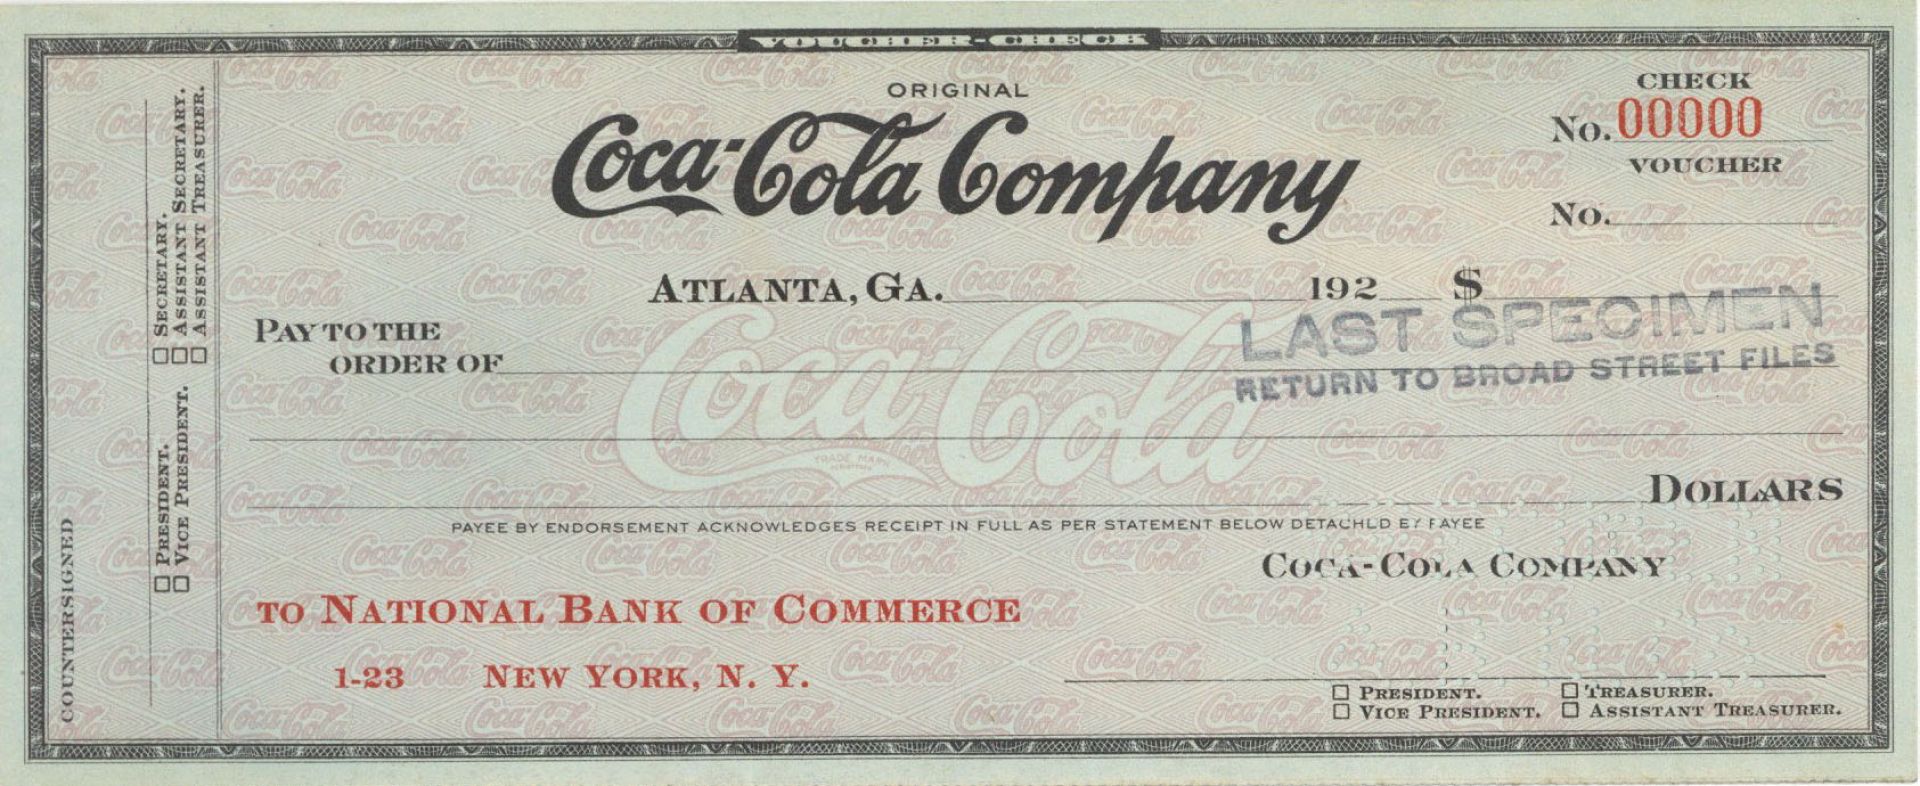 VOUCHER-CHECK
ORIGINAL
Coca-Cola Company
CHECK
No. 00000
VOUCHER
No.
ATLANTA, GA. 192 $
LAST SPECIMEN
RETURN TO BROAD STREET FILES
PAY TO THE
ORDER OF
Coca-Cola
TRADE MARK
DOLLARS
PAYEE BY ENDORSEMENT ACKNOWLEDGES RECEIPT IN FULL AS PER STATEMENT BELOW DETACHED BY PAYEE
COCA-COLA COMPANY
TO NATIONAL BANK OF COMMERCE
1-23 NEW YORK, N. Y.
☐ PRESIDENT. ☐ TREASURER.
☐ VICE PRESIDENT. ☐ ASSISTANT TREASURER.
COUNTERSIGNED
☐ PRESIDENT. ☐ SECRETARY.
☐ VICE PRESIDENT. ☐ ASSISTANT SECRETARY.
☐ ASSISTANT TREASURER.